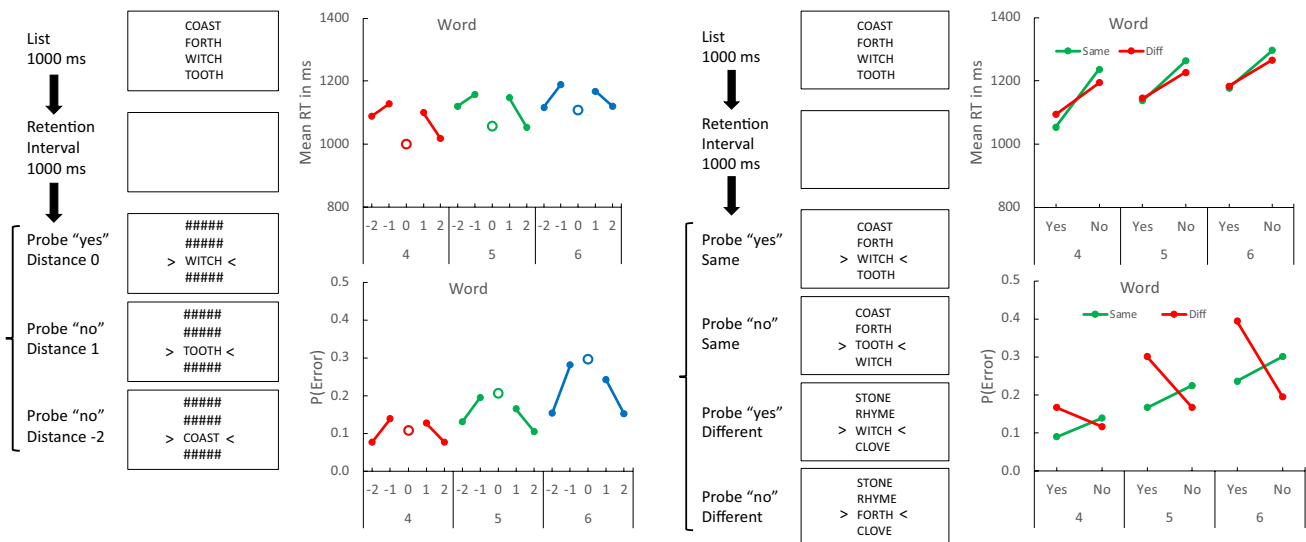 List
1000 ms
Retention
Interval
1000 ms
Probe “yes”
Distance 0
Probe “no”
Distance 1
Probe “no”
Distance -2
COAST
FORTH
WITCH
TOOTH
#####
#####
> WITCH <
#####
#####
#####
> TOOTH <
#####
#####
#####
> COAST <
#####
Word
Mean RT in ms
1400
1200
1000
800
-2 -1 0 1 2 -2 -1 0 1 2 -2 -1 0 1 2
4 5 6
Word
P(Error)
0.5
0.4
0.3
0.2
0.1
0.0
-2 -1 0 1 2 -2 -1 0 1 2 -2 -1 0 1 2
4 5 6
List
1000 ms
Retention
Interval
1000 ms
Probe “yes”
Same
Probe “no”
Same
Probe “yes”
Different
Probe “no”
Different
COAST
FORTH
WITCH
TOOTH
COAST
FORTH
> WITCH <
TOOTH
COAST
FORTH
> TOOTH <
WITCH
STONE
RHYME
> WITCH <
CLOVE
STONE
RHYME
> FORTH <
CLOVE
Word
Same Diff
Mean RT in ms
1400
1200
1000
800
Yes No Yes No Yes No
4 5 6
Word
Same Diff
P(Error)
0.5
0.4
0.3
0.2
0.1
0.0
Yes No Yes No Yes No
4 5 6